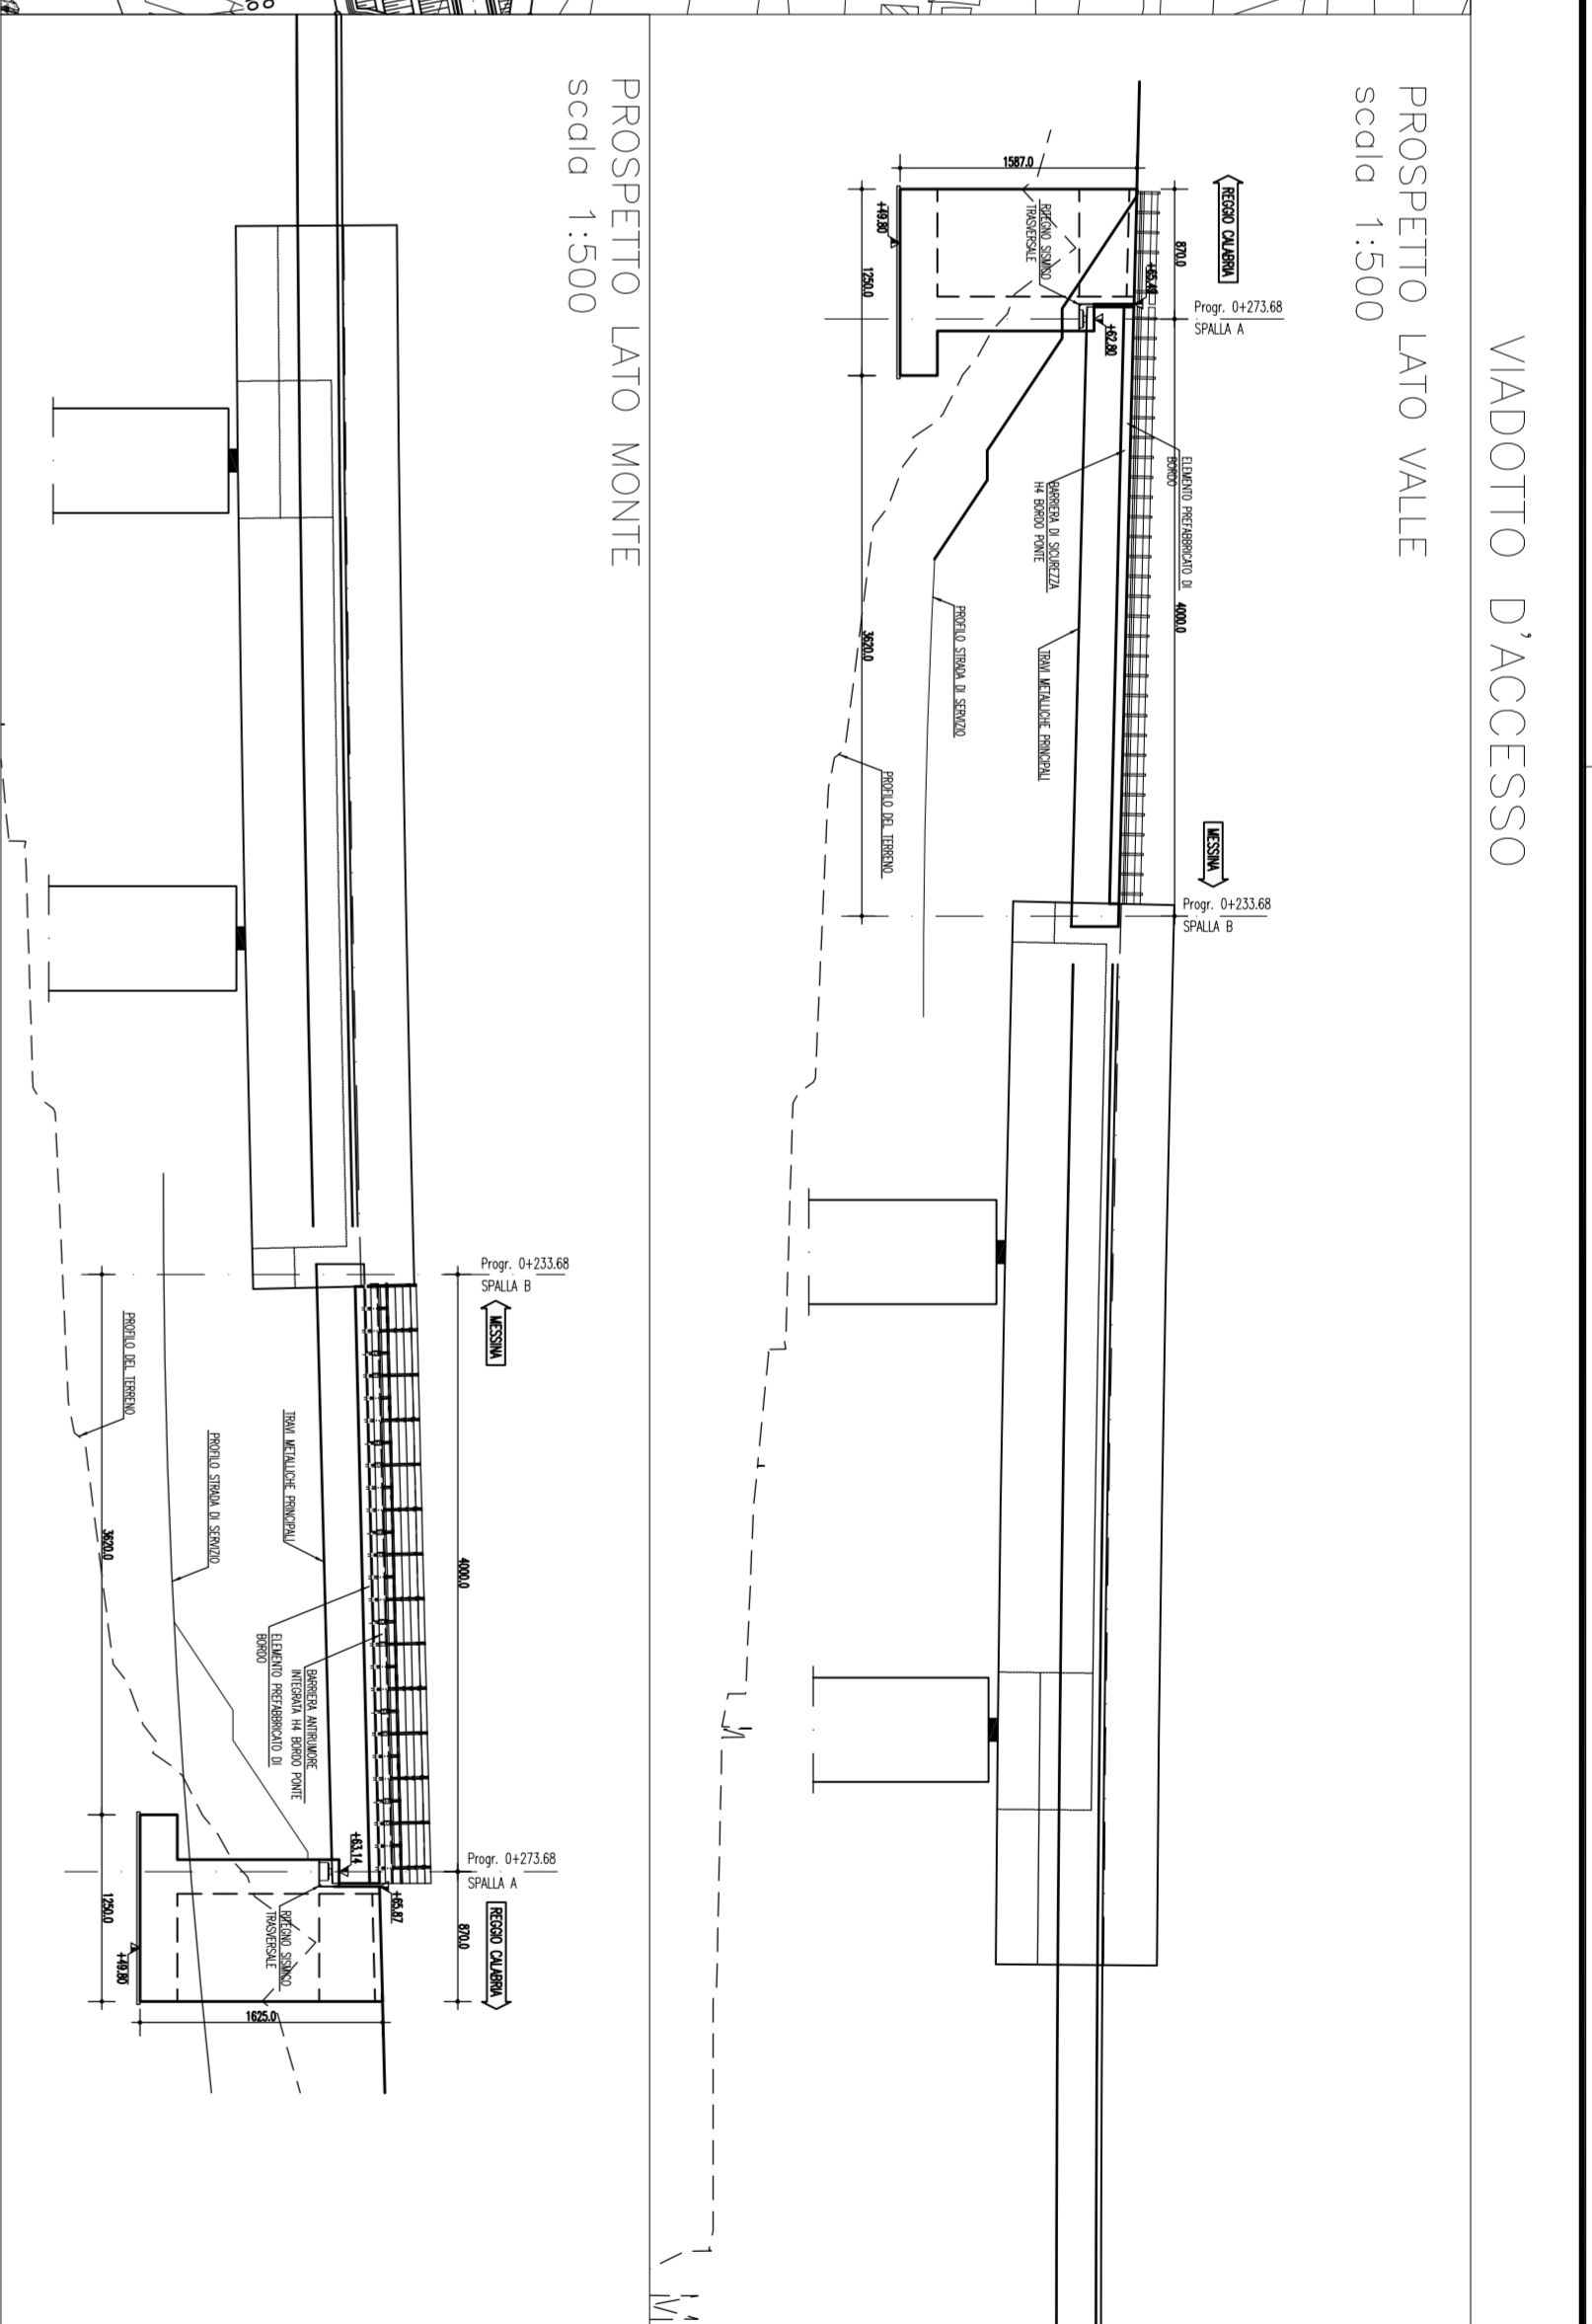 VIADOTTO D'ACCESSO
PROSPETTO LATO VALLE
scala 1:500
REGGIO CALABRIA
MESSINA
Progr. 0+273.68
SPALLA A
Progr. 0+233.68
SPALLA B
870.0
4000.0
+65.49
+62.80
ELEMENTO PREFABBRICATO DI
BORDO
BARRIERA DI SICUREZZA
H4 BORDO PONTE
TRAVI METALLICHE PRINCIPALI
RITEGNO SISMICO
TRASVERSALE
1587.0
PROFILO STRADA DI SERVIZIO
PROFILO DEL TERRENO
+49.80
1250.0
3620.0
PROSPETTO LATO MONTE
scala 1:500
Progr. 0+233.68
SPALLA B
Progr. 0+273.68
SPALLA A
MESSINA
REGGIO CALABRIA
4000.0
870.0
+65.87
+63.14
BARRIERA ANTIRUMORE
INTEGRATA H4 BORDO PONTE
ELEMENTO PREFABBRICATO DI
BORDO
TRAVI METALLICHE PRINCIPALI
RITEGNO SISMICO
TRASVERSALE
1625.0
PROFILO STRADA DI SERVIZIO
PROFILO DEL TERRENO
+49.80
3620.0
1250.0